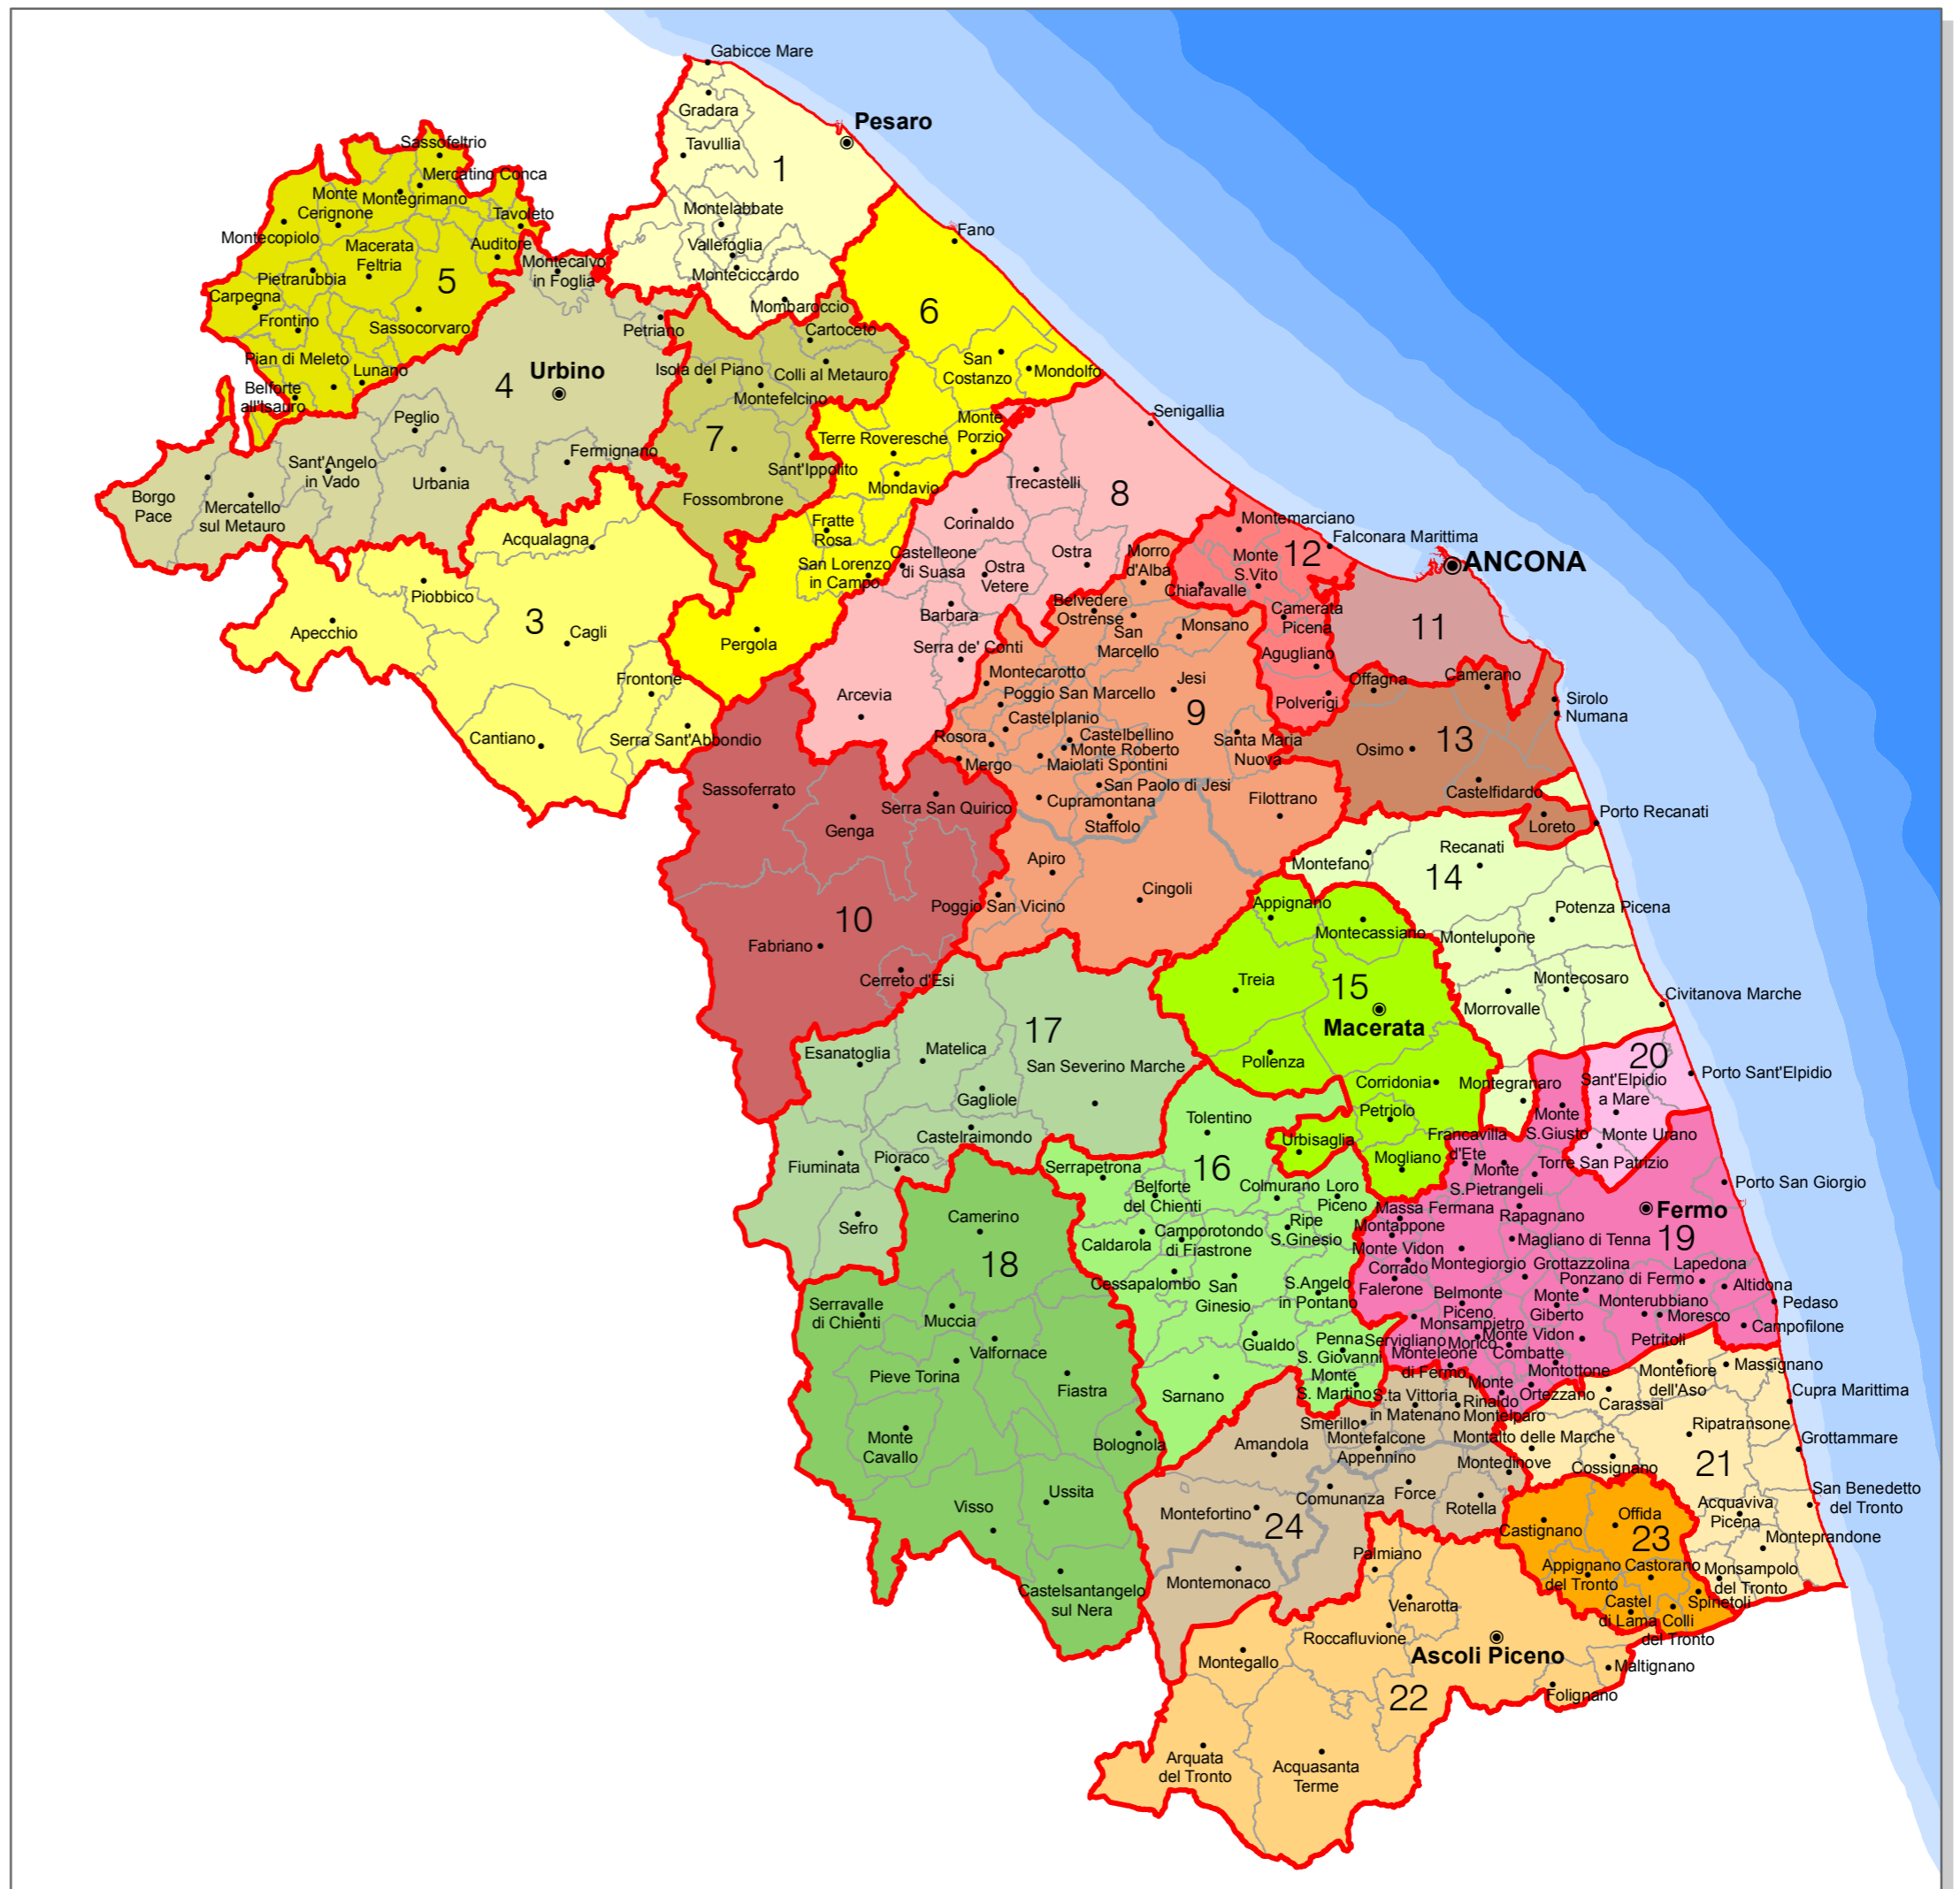 Gabicce Mare
Gradara
Pesaro
Tavullia
1
Sassofeltrio
Mercatino Conca
Monte
Cerignone
Montegrimano
Tavoleto
Montecopiolo
Macerata
Feltria
Auditore
5
Pietrarubbia
Carpegna
Frontino
Sassocorvaro
Pian di Meleto
Lunano
Belforte
all'Isauro
Montelabbate
Vallefoglia
Monteciccardo
Mombaroccio
Montecalvo
in Foglia
Petriano
Fano
6
Cartoceto
San
Costanzo
Mondolfo
Isola del Piano
Colli al Metauro
Montefelcino
4
Urbino
Peglio
Fermignano
Sant'Angelo
in Vado
Urbania
Borgo
Pace
Mercatello
sul Metauro
7
Sant'Ippolito
Fossombrone
Terre Roveresche
Monte
Porzio
Mondavio
Fratte
Rosa
San Lorenzo
in Campo
Pergola
Senigallia
Trecastelli
8
Corinaldo
Castelleone
di Suasa
Ostra
Vetere
Ostra
Barbara
Serra de' Conti
Arcevia
Acqualagna
Piobbico
Apecchio
3
Cagli
Frontone
Cantiano
Serra Sant'Abbondio
Montemarciano
Falconara Marittima
12
Monte
S.Vito
Chiaravalle
Camerata
Picena
Agugliano
Polverigi
ANCONA
11
Morro
d'Alba
Belvedere
Ostrense
San
Marcello
Monsano
Montecarotto
Poggio San Marcello
Jesi
9
Castelplanio
Rosora
Castelbellino
Monte Roberto
Mergo
Maiolati Spontini
Santa Maria
Nuova
San Paolo di Jesi
Cupramontana
Staffolo
Filottrano
Apiro
Cingoli
Poggio San Vicino
Offagna
Camerano
Sirolo
Numana
Osimo
13
Castelfidardo
Loreto
Porto Recanati
Sassoferrato
Genga
Serra San Quirico
10
Fabriano
Cerreto d'Esi
Montefano
Recanati
14
Potenza Picena
Montelupone
Montecosaro
Morrovalle
Civitanova Marche
Montegranaro
Appignano
Montecassiano
Treia
15
Macerata
Pollenza
Corridonia
Petriolo
Urbisaglia
Mogliano
17
Esanatoglia
Matelica
San Severino Marche
Gagliole
Castelraimondo
Fiuminata
Pioraco
Sefro
20
Sant'Elpidio
a Mare
Porto Sant'Elpidio
Monte Urano
Torre San Patrizio
Monte
S.Giusto
Tolentino
16
Serrapetrona
Belforte
del Chienti
Colmurano
Loro
Piceno
Caldarola
Camporotondo
di Fiastrone
Ripe
S.Ginesio
Cessapalombo
San
Ginesio
S.Angelo
in Pontano
Gualdo
Penna
S. Giovanni
Monte
S. Martino
Sarnano
Francavilla
d'Ete
Monte
S.Pietrangeli
Porto San Giorgio
Fermo
19
Massa Fermana
Montappone
Rapagnano
Monte Vidon
Corrado
Magliano di Tenna
Montegiorgio
Grottazzolina
Lapedona
Falerone
Ponzano di Fermo
Altidona
Belmonte
Piceno
Monte
Giberto
Monterubbiano
Moresco
Pedaso
Campofilone
Monsampietro
Morico
Servigliano
Monte Vidon
Combatte
Petritoli
Monteleone
di Fermo
Montottone
Monte
Rinaldo
Ortezzano
Camerino
18
Serravalle
di Chienti
Muccia
Valfornace
Pieve Torina
Fiastra
Monte
Cavallo
Bolognola
Ussita
Visso
Castelsantangelo
sul Nera
S.ta Vittoria
in Matenano
Montelparo
Smerillo
Montefalcone
Appennino
Amandola
Montedinove
Comunanza
Force
Rotella
Montefortino
24
Montemonaco
Massignano
Montefiore
dell'Aso
Cupra Marittima
Carassai
Ripatransone
Montalto delle Marche
Grottammare
Cossignano
21
San Benedetto
del Tronto
Acquaviva
Picena
Monteprandone
Monsampolo
del Tronto
Castignano
Offida
23
Appignano
del Tronto
Castorano
Castel
di Lama
Spinetoli
Colli
del Tronto
Palmiano
Venarotta
Roccafluvione
Ascoli Piceno
Montegallo
Maltignano
Folignano
22
Arquata
del Tronto
Acquasanta
Terme